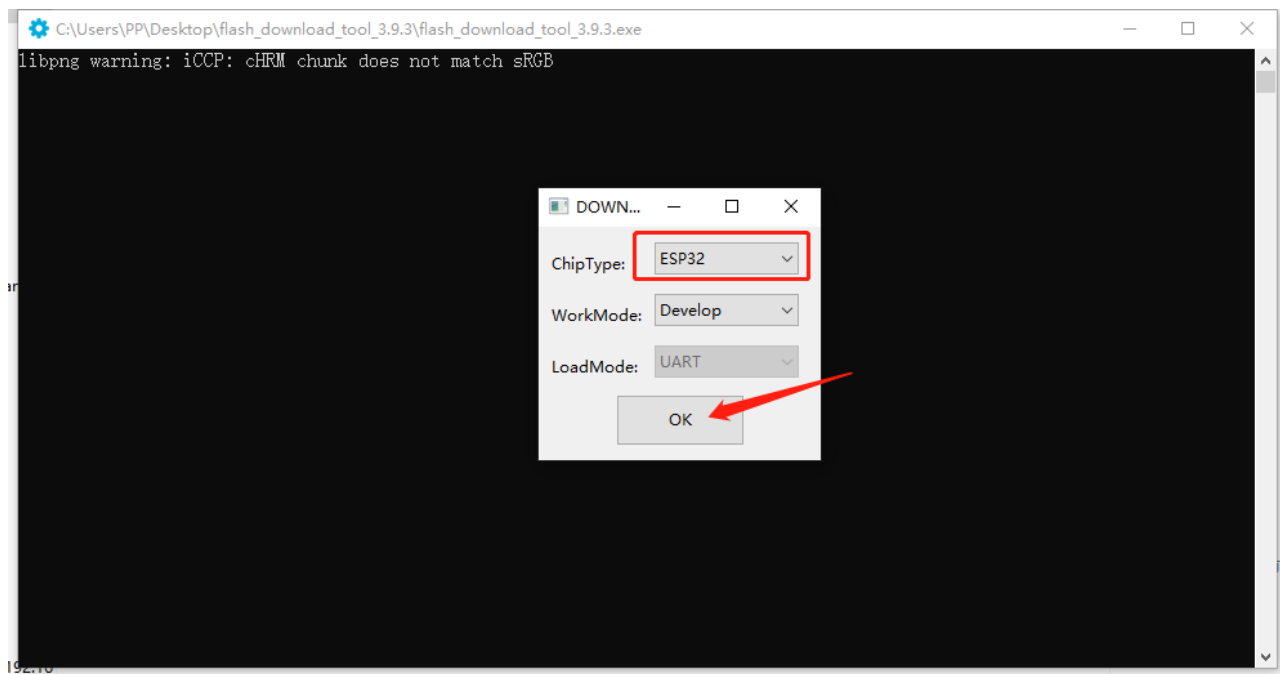 C:\Users\PP\Desktop\flash_download_tool_3.9.3\flash_download_tool_3.9.3.exe
libpng warning: iCCP: cHRM chunk does not match sRGB
DOWN...
ChipType: ESP32
WorkMode: Develop
LoadMode: UART
OK
ar